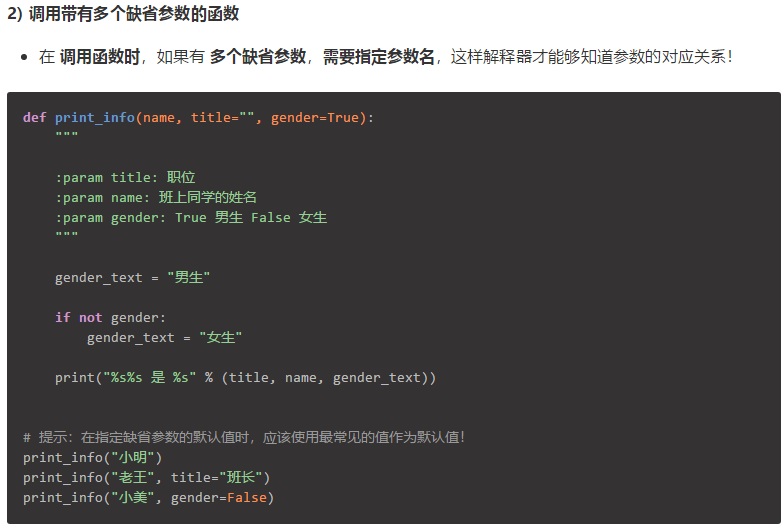 2) 调用带有多个缺省参数的函数
在 调用函数时，如果有 多个缺省参数，需要指定参数名，这样解释器才能够知道参数的对应关系！
def print_info(name, title="", gender=True):
    """

    :param title: 职位
    :param name: 班上同学的姓名
    :param gender: True 男生 False 女生
    """

    gender_text = "男生"

    if not gender:
        gender_text = "女生"

    print("%s%s 是 %s" % (title, name, gender_text))

# 提示：在指定缺省参数的默认值时，应该使用最常见的值作为默认值！
print_info("小明")
print_info("老王", title="班长")
print_info("小美", gender=False)